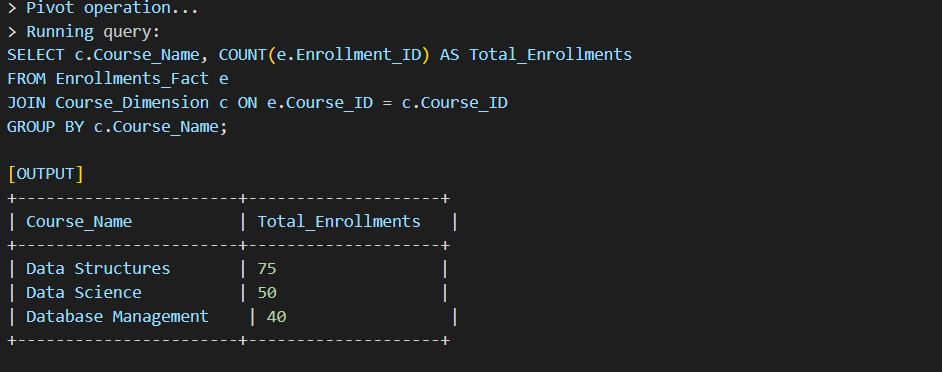 > Pivot operation...
> Running query:
SELECT c.Course_Name, COUNT(e.Enrollment_ID) AS Total_Enrollments
FROM Enrollments_Fact e
JOIN Course_Dimension c ON e.Course_ID = c.Course_ID
GROUP BY c.Course_Name;

[OUTPUT]
+-----------------------+--------------------+
| Course_Name           | Total_Enrollments   |
+-----------------------+--------------------+
| Data Structures       | 75                 |
| Data Science          | 50                 |
| Database Management    | 40                  |
+-----------------------+--------------------+